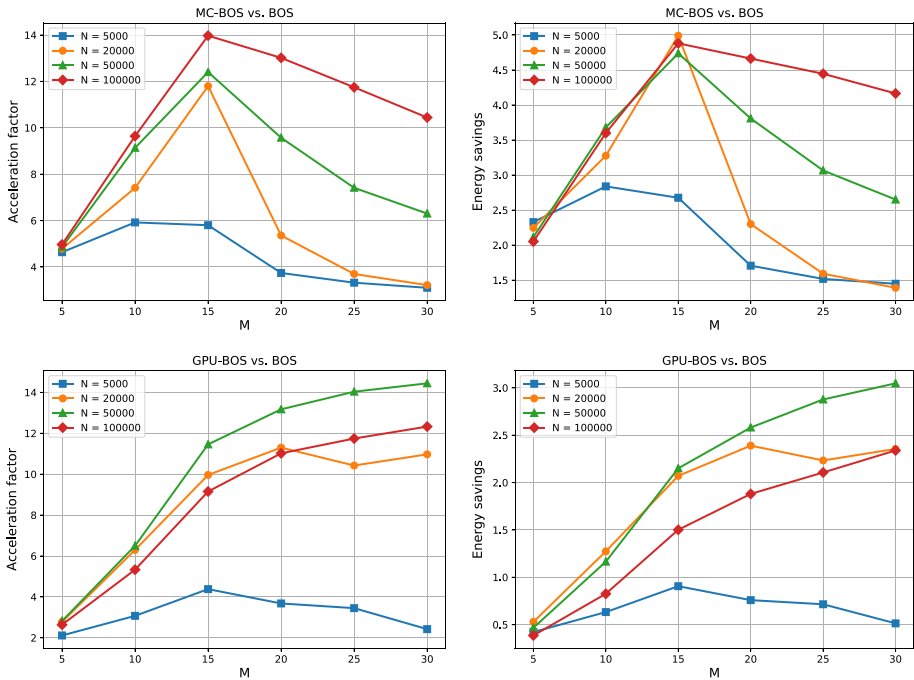 MC-BOS vs. BOS
Acceleration factor
14
12
10
8
6
4
N = 5000
N = 20000
N = 50000
N = 100000
5 10 15 20 25 30
M
MC-BOS vs. BOS
Energy savings
5.0
4.5
4.0
3.5
3.0
2.5
2.0
1.5
N = 5000
N = 20000
N = 50000
N = 100000
5 10 15 20 25 30
M
GPU-BOS vs. BOS
Acceleration factor
14
12
10
8
6
4
2
N = 5000
N = 20000
N = 50000
N = 100000
5 10 15 20 25 30
M
GPU-BOS vs. BOS
Energy savings
3.0
2.5
2.0
1.5
1.0
0.5
N = 5000
N = 20000
N = 50000
N = 100000
5 10 15 20 25 30
M